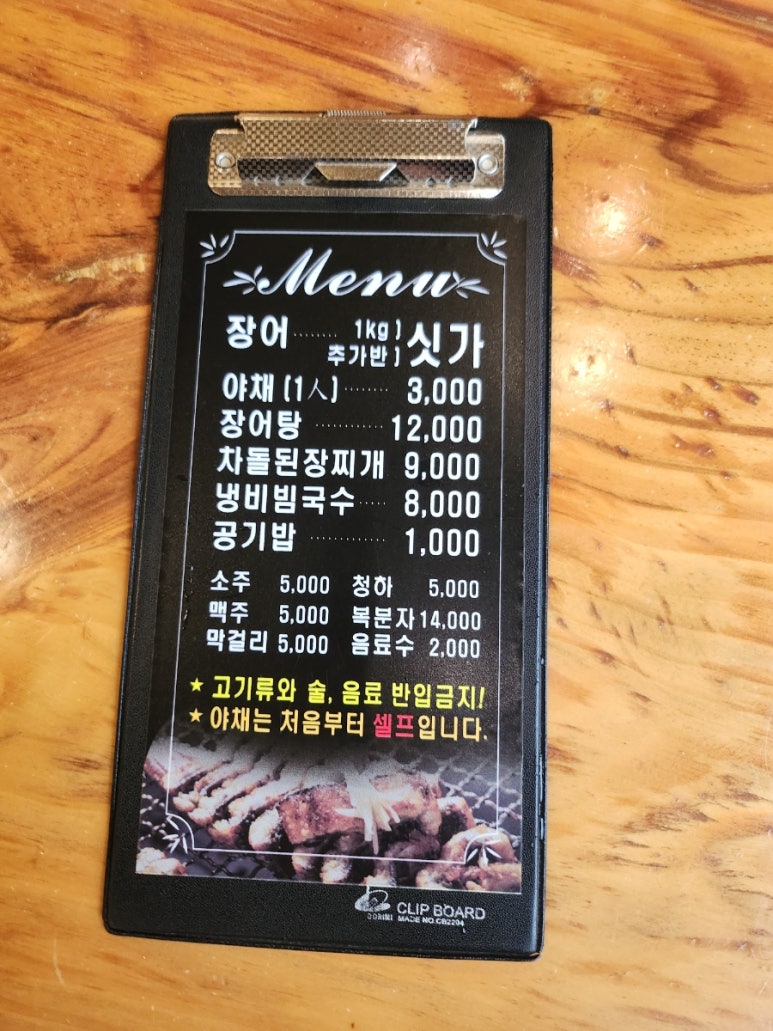 Menu
장어 ........ 1kg )
추가반 ) 싯가
야채 (1人) ........ 3,000
장어탕 ............ 12,000
차돌된장찌개 9,000
냉비빔국수 ..... 8,000
공기밥 ............. 1,000
소주 5,000 청하 5,000
맥주 5,000 복분자 14,000
막걸리 5,000 음료수 2,000
★ 고기류와 술, 음료 반입금지!
★ 야채는 처음부터 셀프입니다.
CLIP BOARD
MADE NO.CB2204